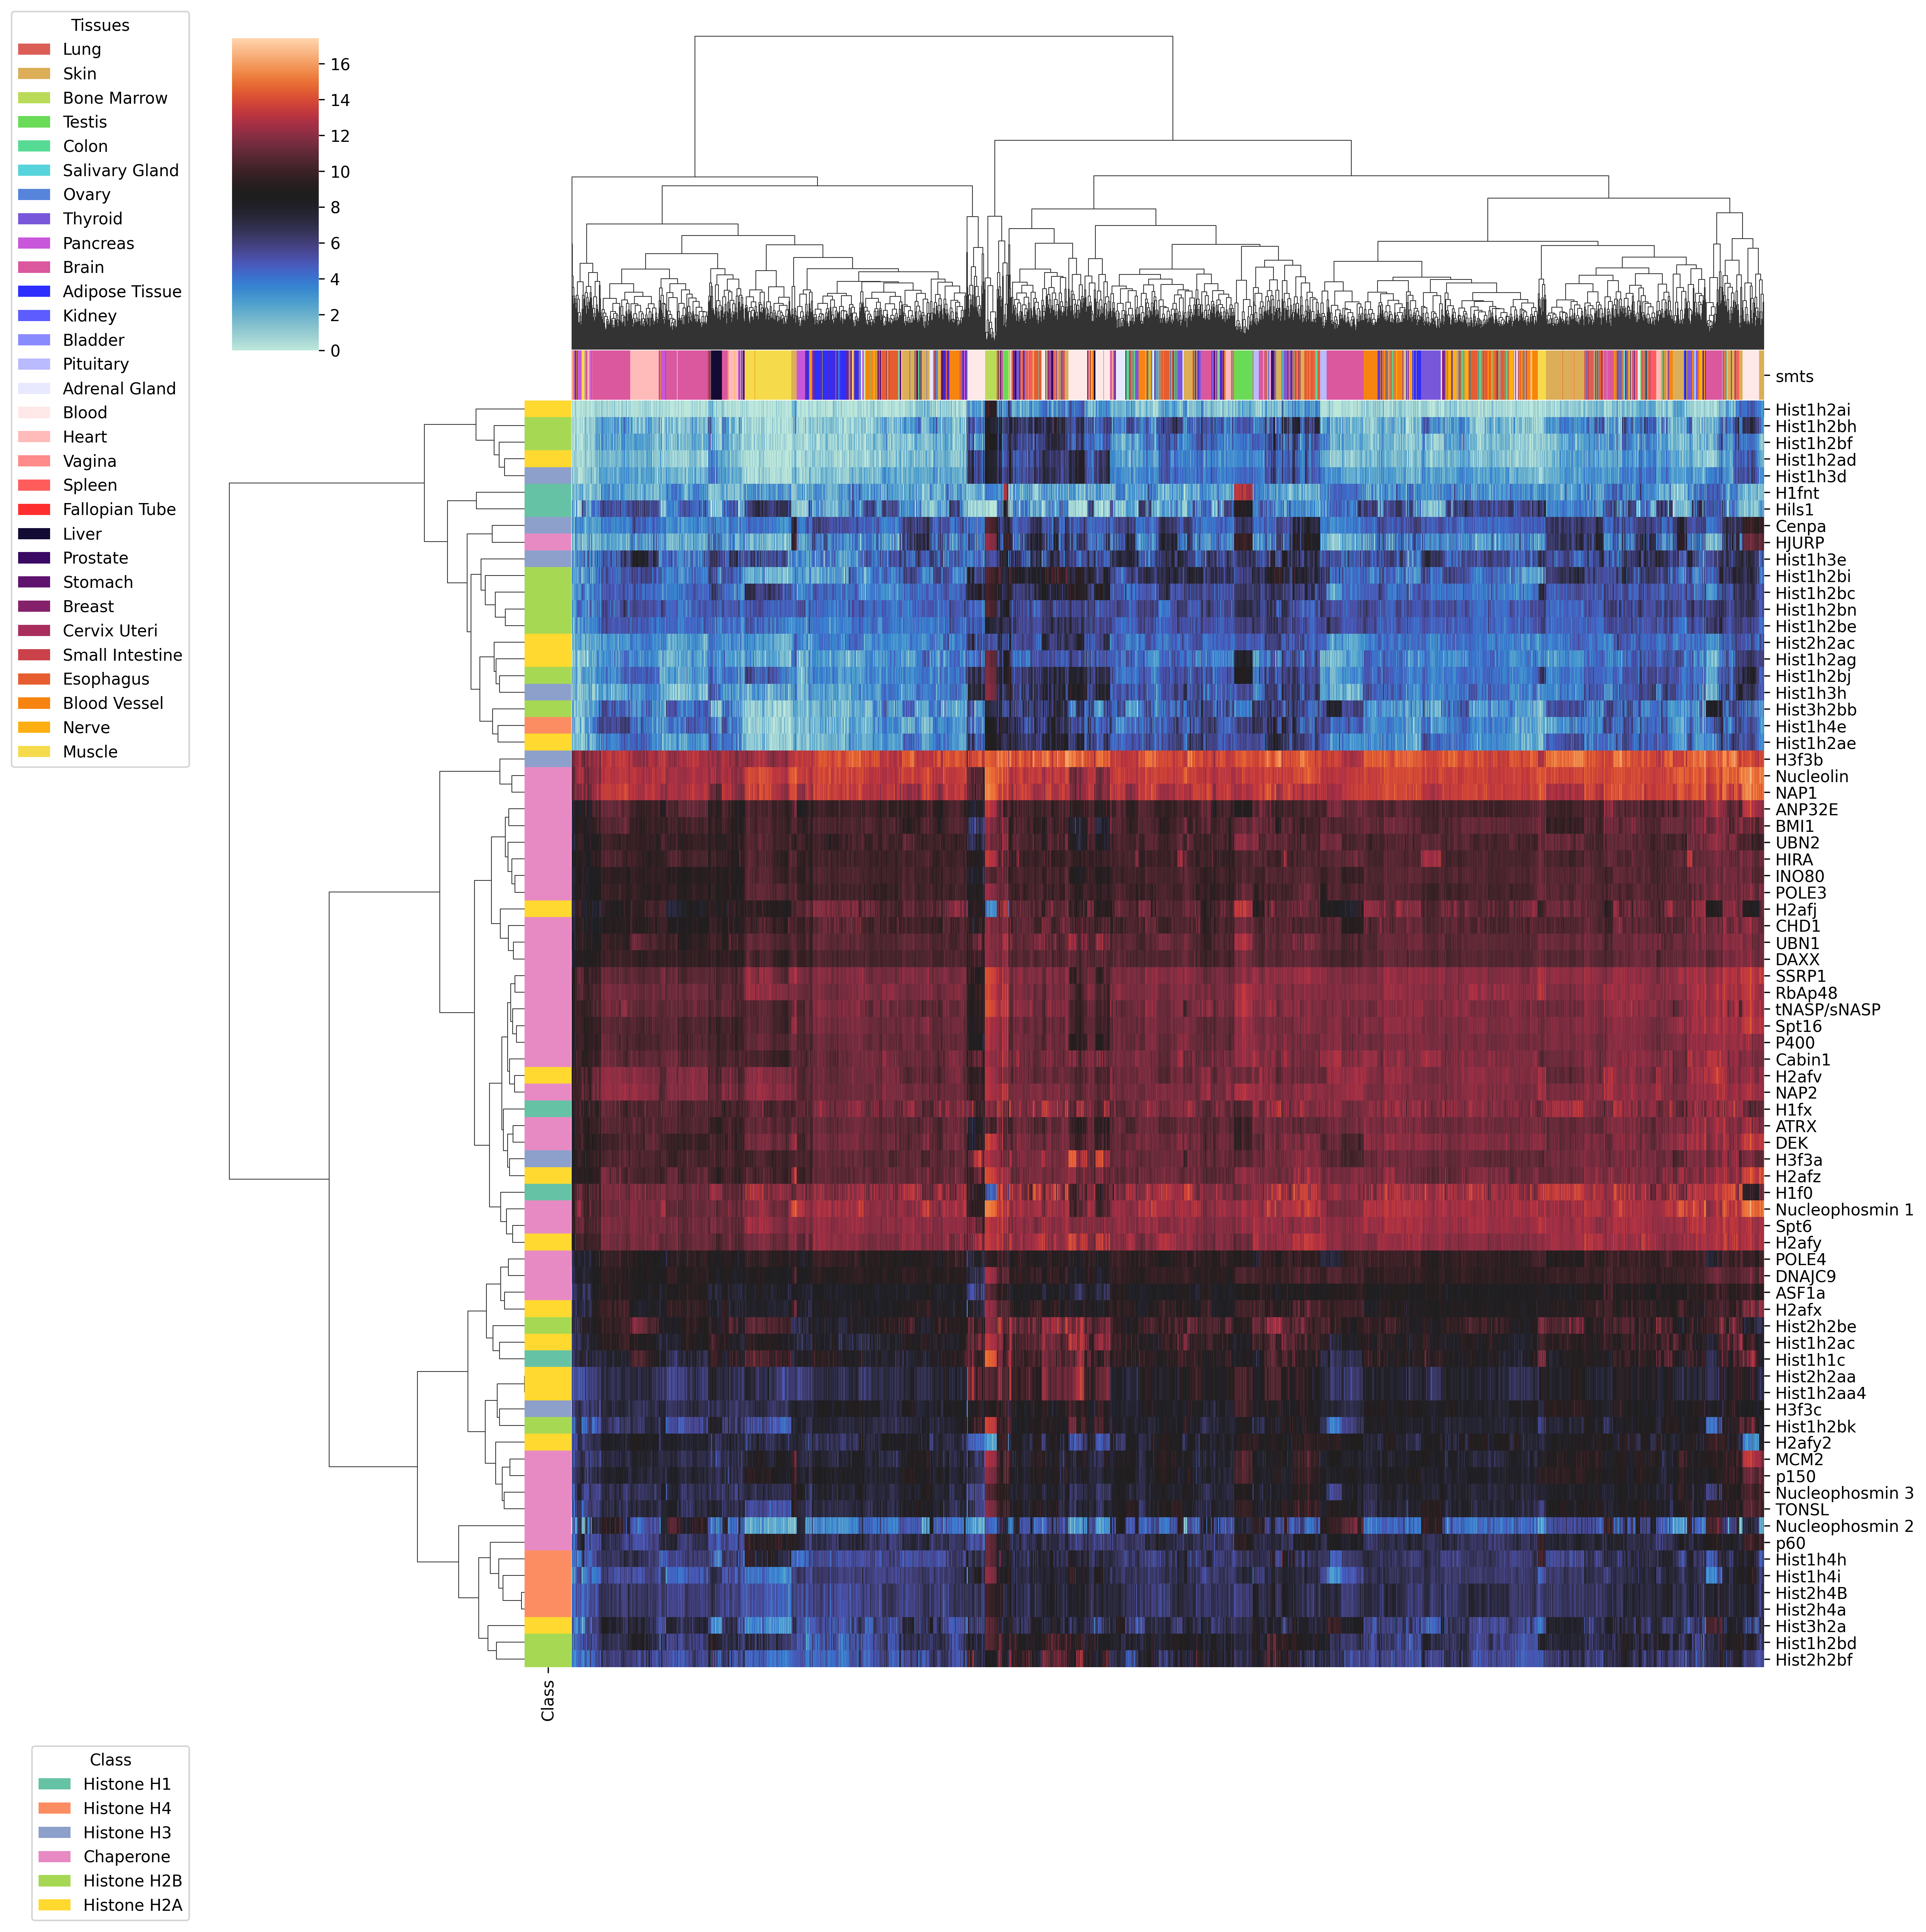 Tissues
Lung
Skin
Bone Marrow
Testis
Colon
Salivary Gland
Ovary
Thyroid
Pancreas
Brain
Adipose Tissue
Kidney
Bladder
Pituitary
Adrenal Gland
Blood
Heart
Vagina
Spleen
Fallopian Tube
Liver
Prostate
Stomach
Breast
Cervix Uteri
Small Intestine
Esophagus
Blood Vessel
Nerve
Muscle
16
14
12
10
8
6
4
2
0
smts
Hist1h2ai
Hist1h2bh
Hist1h2bf
Hist1h2ad
Hist1h3d
H1fnt
Hils1
Cenpa
HJURP
Hist1h3e
Hist1h2bi
Hist1h2bc
Hist1h2bn
Hist1h2be
Hist2h2ac
Hist1h2ag
Hist1h2bj
Hist1h3h
Hist3h2bb
Hist1h4e
Hist1h2ae
H3f3b
Nucleolin
NAP1
ANP32E
BMI1
UBN2
HIRA
INO80
POLE3
H2afj
CHD1
UBN1
DAXX
SSRP1
RbAp48
tNASP/sNASP
Spt16
P400
Cabin1
H2afv
NAP2
H1fx
ATRX
DEK
H3f3a
H2afz
H1f0
Nucleophosmin 1
Spt6
H2afy
POLE4
DNAJC9
ASF1a
H2afx
Hist2h2be
Hist1h2ac
Hist1h1c
Hist2h2aa
Hist1h2aa4
H3f3c
Hist1h2bk
H2afy2
MCM2
p150
Nucleophosmin 3
TONSL
Nucleophosmin 2
p60
Hist1h4h
Hist1h4i
Hist2h4B
Hist2h4a
Hist3h2a
Hist1h2bd
Hist2h2bf
Class
Class
Histone H1
Histone H4
Histone H3
Chaperone
Histone H2B
Histone H2A